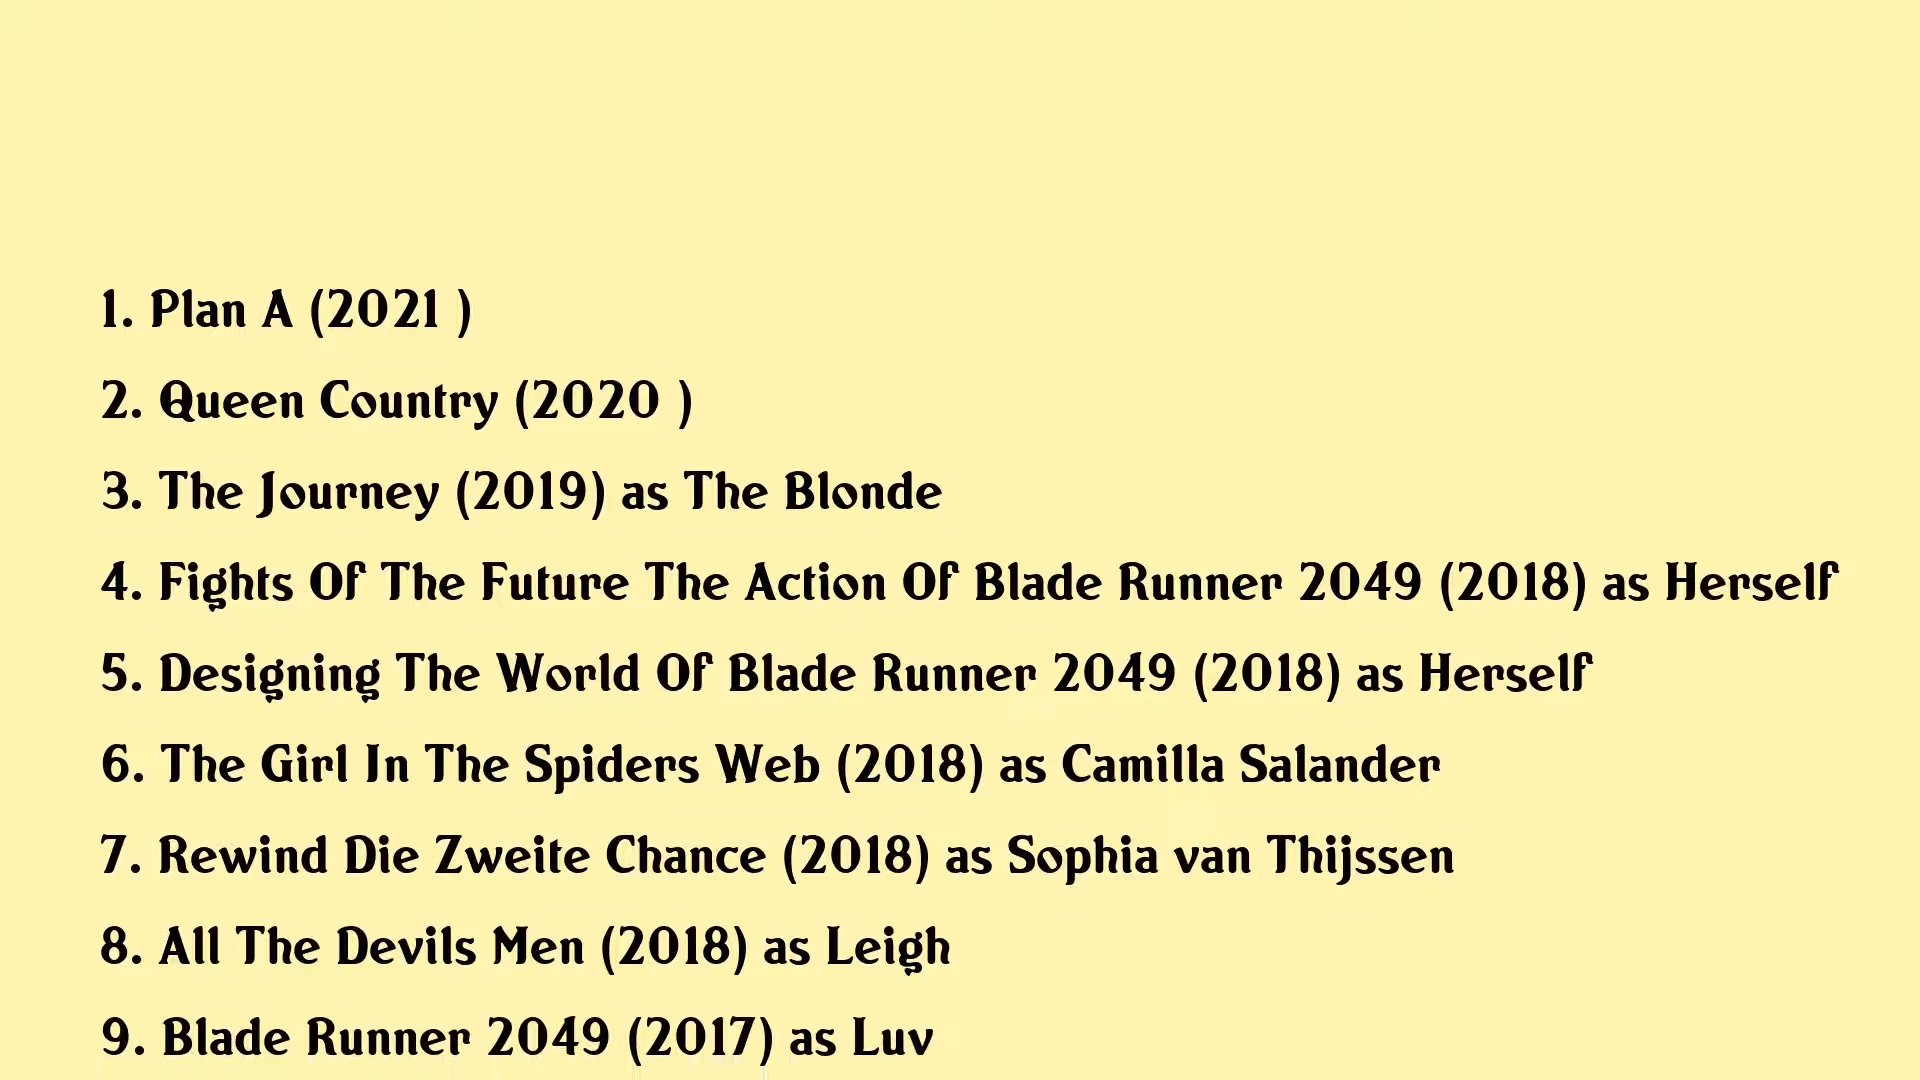 1. Plan A (2021 )
2. Queen Country (2020 )
3. The Journey (2019) as The Blonde
4. Fights Of The Future The Action Of Blade Runner 2049 (2018) as Herself
5. Designing The World Of Blade Runner 2049 (2018) as Herself
6. The Girl In The Spiders Web (2018) as Camilla Salander
7. Rewind Die Zweite Chance (2018) as Sophia van Thijssen
8. All The Devils Men (2018) as Leigh
9. Blade Runner 2049 (2017) as Luv